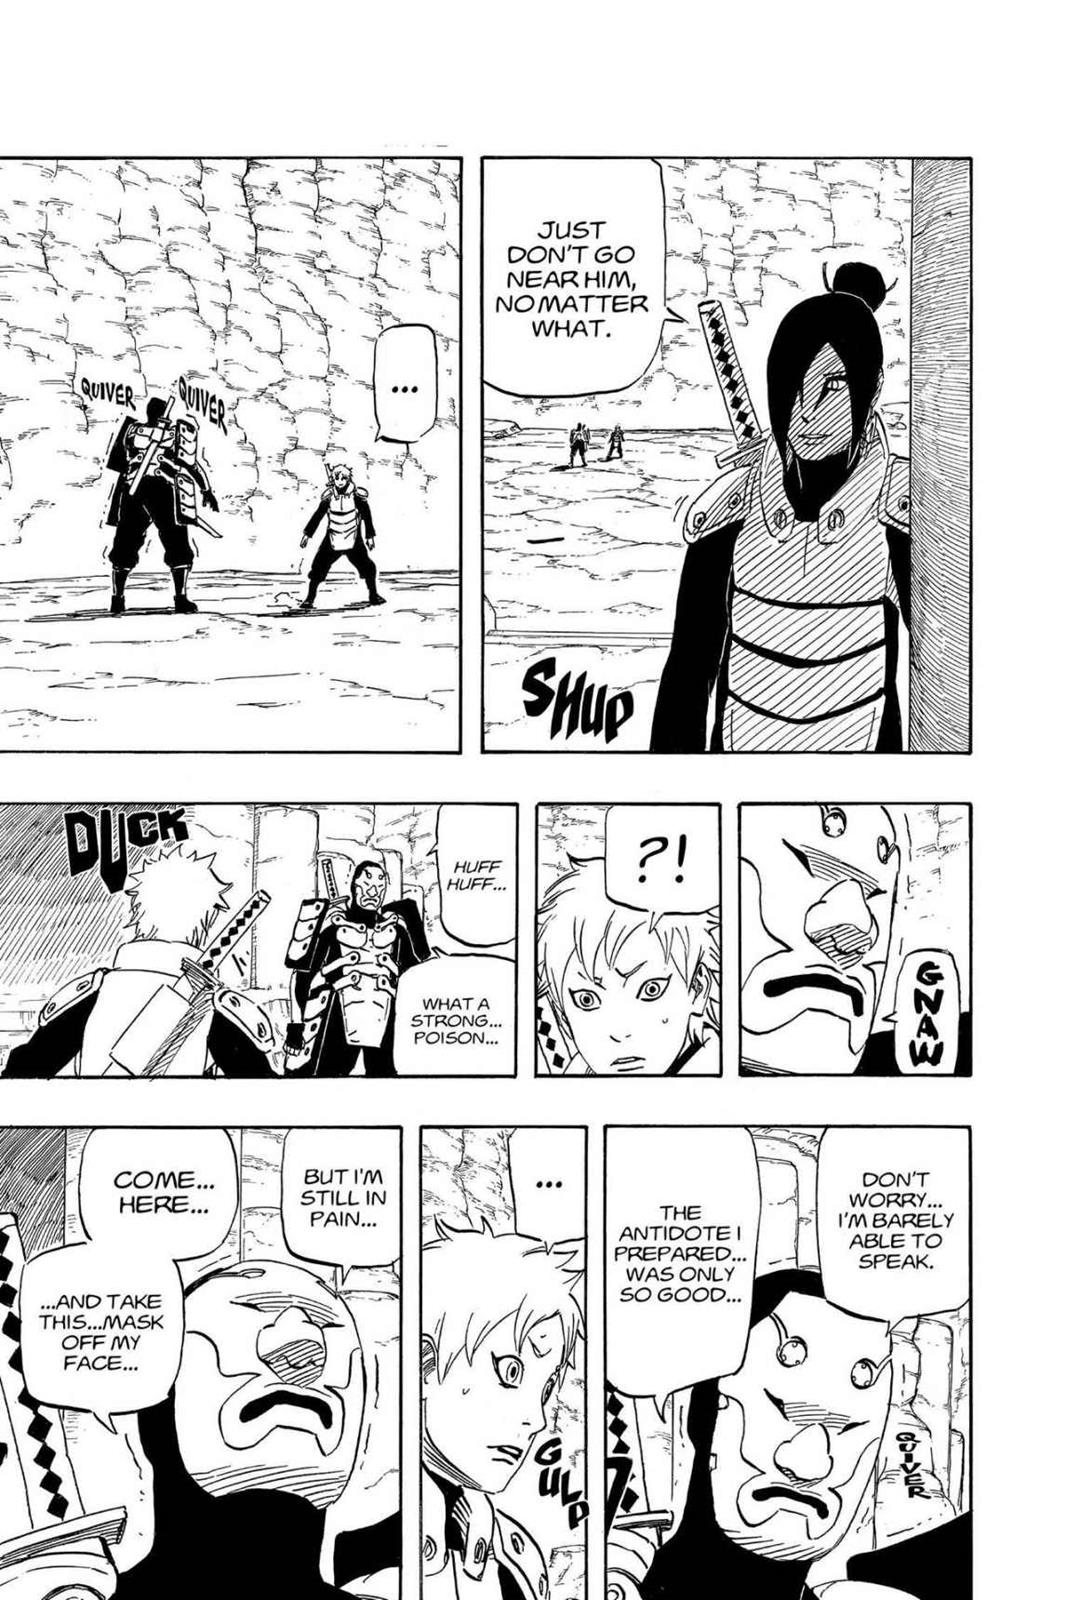 JUST
DON'T GO
NEAR HIM,
NO MATTER
WHAT.
SHUP
...
QUIVER
QUIVER
GNAW
?!
HUFF
HUFF...
WHAT A
STRONG...
POISON...
DUCK
DON'T
WORRY...
I'M BARELY
ABLE TO
SPEAK.
THE
ANTIDOTE I
PREPARED...
WAS ONLY
SO GOOD...
QUIVER
...
GULP
BUT I'M
STILL IN
PAIN...
COME...
HERE...
...AND TAKE
THIS...MASK
OFF MY
FACE...